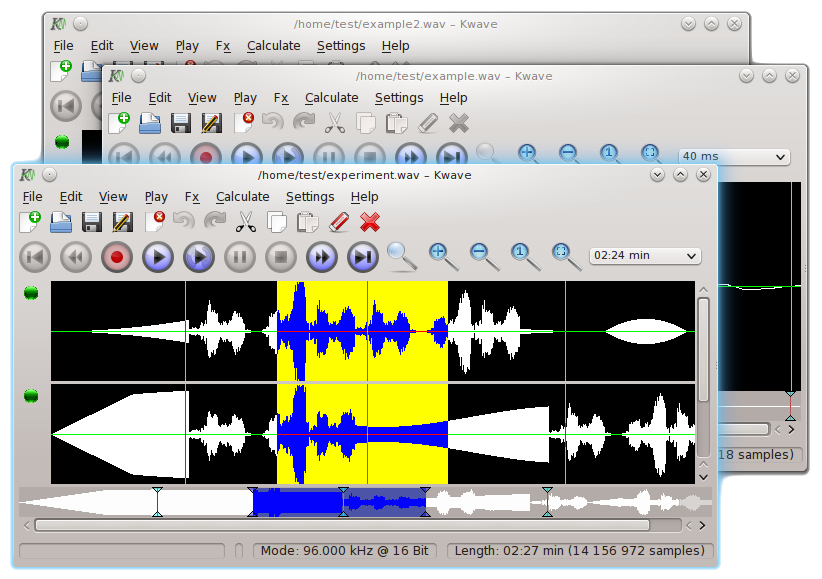 /home/test/example2.wav – Kwave
File Edit View Play Fx Calculate Settings Help
/home/test/example.wav – Kwave
File Edit View Play Fx Calculate Settings Help
40 ms
/home/test/experiment.wav – Kwave
File Edit View Play Fx Calculate Settings Help
02:24 min
18 samples)
Mode: 96.000 kHz @ 16 Bit
Length: 02:27 min (14 156 972 samples)